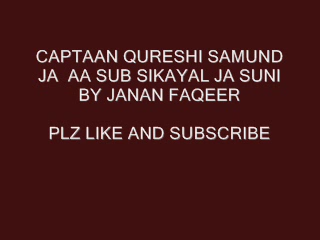 CAPTAAN QURESHI SAMUND
JA  AA SUB SIKAYAL JA SUNI
BY JANAN FAQEER
PLZ LIKE AND SUBSCRIBE